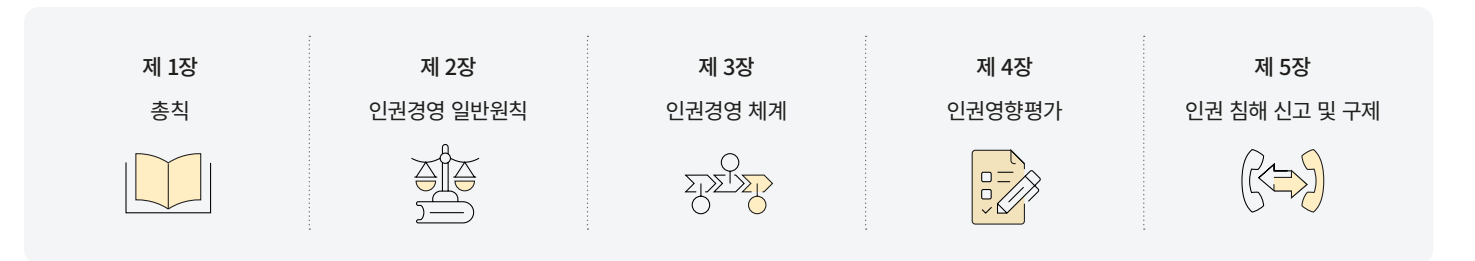 제 1장
총칙
제 2장
인권경영 일반원칙
제 3장
인권경영 체계
제 4장
인권영향평가
제 5장
인권 침해 신고 및 구제